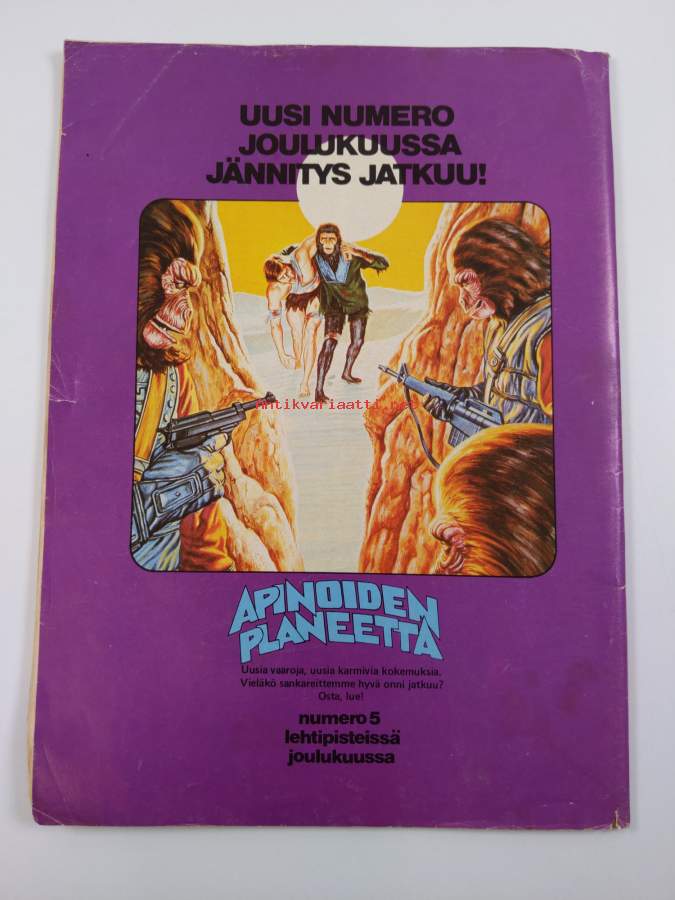 UUSI NUMERO
JOULUKUUSSA
JÄNNITYS JATKUU!
Antikvariaatti.net
APINOIDEN
PLANEETTA
Uusia vaaroja, uusia karmivia kokemuksia.
Vieläkö sankareittemme hyvä onni jatkuu?
Osta, lue!
numero 5
lehtipisteissä
joulukuussa